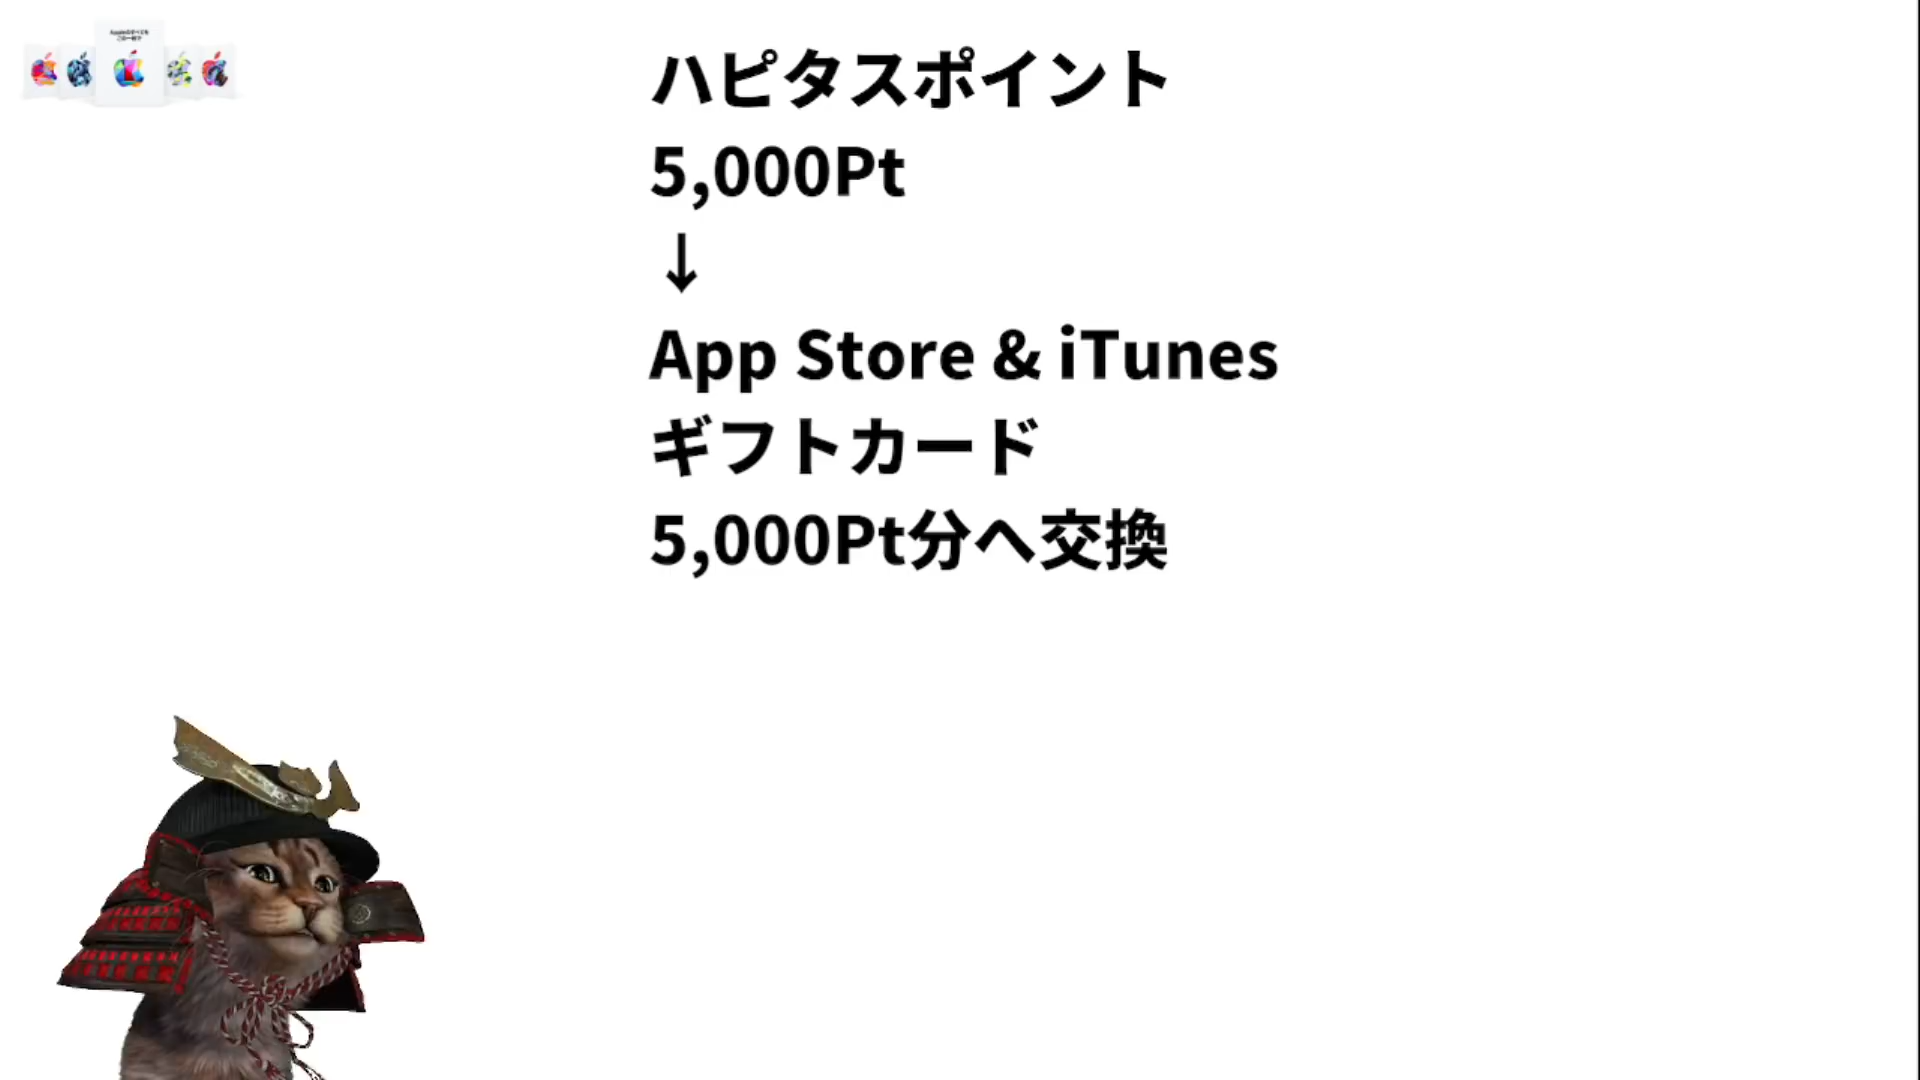 ハピタスポイント
5,000Pt
↓
App Store & iTunes
ギフトカード
5,000Pt分へ交換